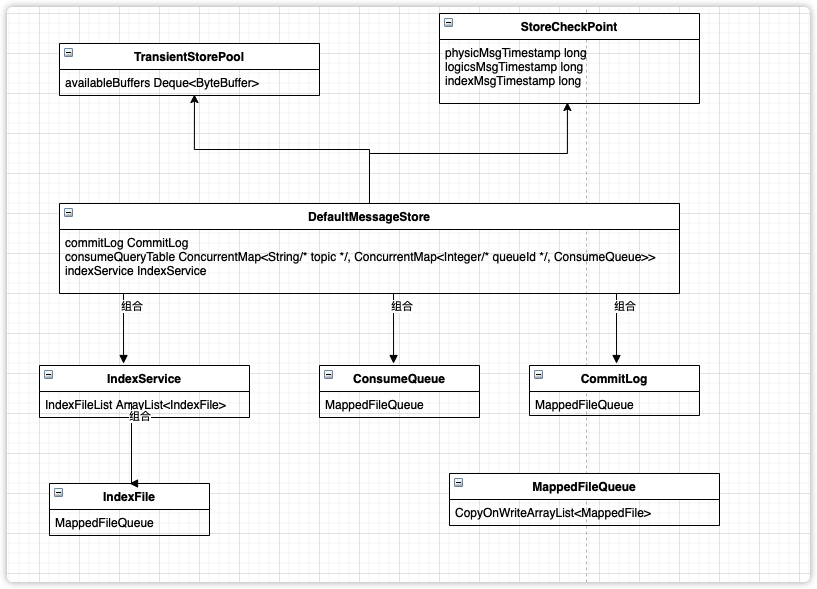 TransientStorePool
availableBuffers Deque<ByteBuffer>
StoreCheckPoint
physicMsgTimestamp long
logicsMsgTimestamp long
indexMsgTimestamp long
DefaultMessageStore
commitLog CommitLog
consumeQueryTable ConcurrentMap<String/* topic */, ConcurrentMap<Integer/* queueId */, ConsumeQueue>>
indexService IndexService
组合
组合
组合
IndexService
IndexFileList ArrayList<IndexFile>
ConsumeQueue
MappedFileQueue
CommitLog
MappedFileQueue
组合
IndexFile
MappedFileQueue
MappedFileQueue
CopyOnWriteArrayList<MappedFile>